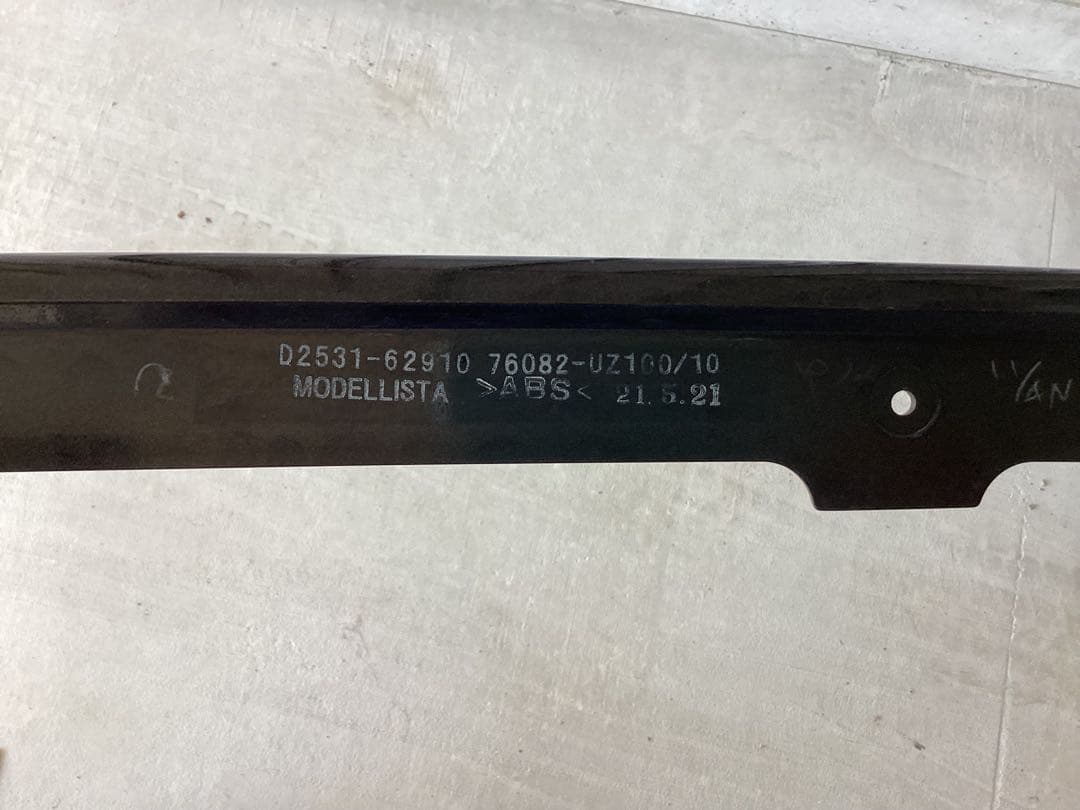 D2531-62910 76082-UZ100/10
MODELLISTA >ABS< 21.5.21